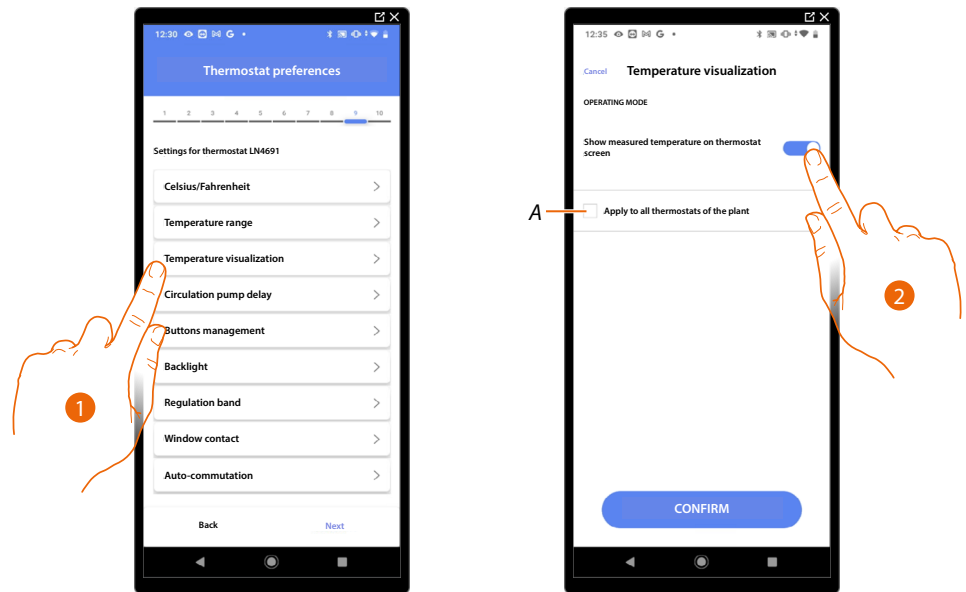 12:30 G
Thermostat preferences
1 2 3 4 5 6 7 8 9 10
Settings for thermostat LN4691
Celsius/Fahrenheit
Temperature range
Temperature visualization
Circulation pump delay
Buttons management
Backlight
Regulation band
Window contact
Auto-commutation
Back Next
1
12:35 G
Cancel Temperature visualization
OPERATING MODE
Show measured temperature on thermostat
screen
A
Apply to all thermostats of the plant
2
CONFIRM